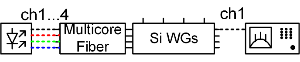 ch1...4
ch1
Multicore
Fiber
Si WGs